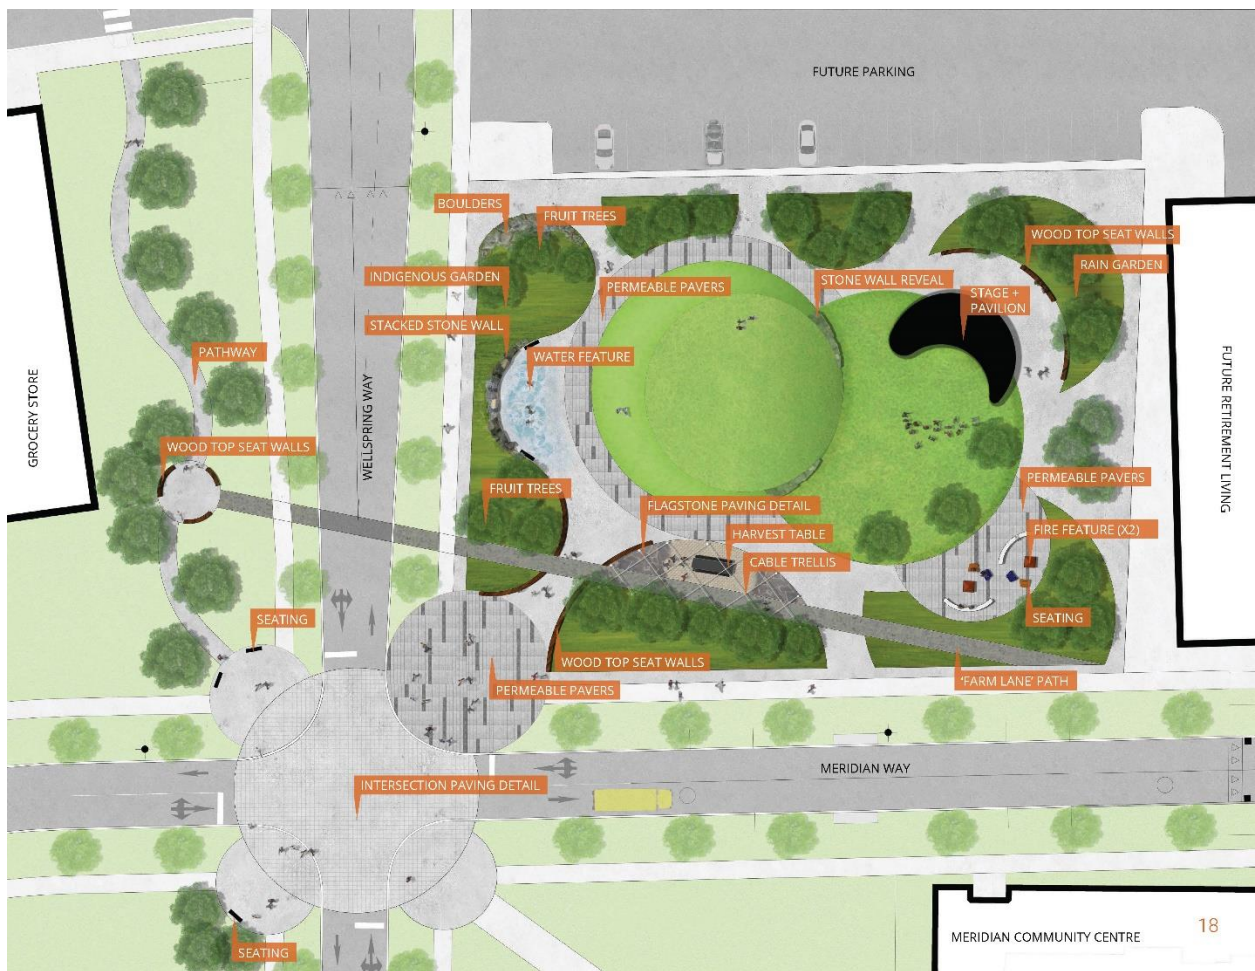 FUTURE PARKING
BOULDERS
FRUIT TREES
WOOD TOP SEAT WALLS
RAIN GARDEN
INDIGENOUS GARDEN
PERMEABLE PAVERS
STONE WALL REVEAL
STAGE +
PAVILION
STACKED STONE WALL
WATER FEATURE
PATHWAY
GROCERY STORE
WELLSPRING WAY
FUTURE RETIREMENT LIVING
WOOD TOP SEAT WALLS
FRUIT TREES
FLAGSTONE PAVING DETAIL
PERMEABLE PAVERS
HARVEST TABLE
FIRE FEATURE (X2)
CABLE TRELLIS
SEATING
SEATING
WOOD TOP SEAT WALLS
'FARM LANE' PATH
PERMEABLE PAVERS
MERIDIAN WAY
INTERSECTION PAVING DETAIL
SEATING
MERIDIAN COMMUNITY CENTRE
18